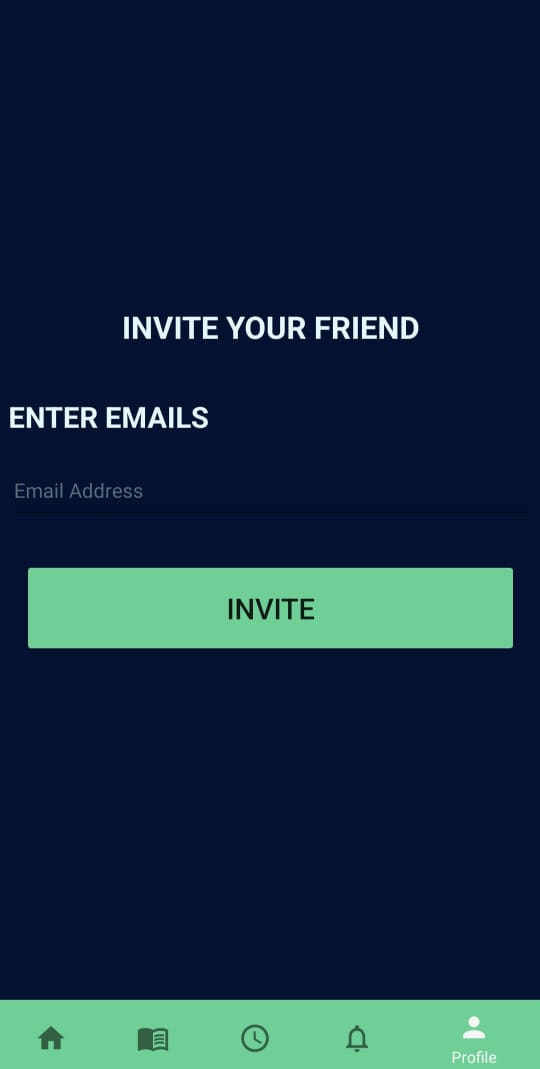 INVITE YOUR FRIEND
ENTER EMAILS
Email Address
INVITE
Profile